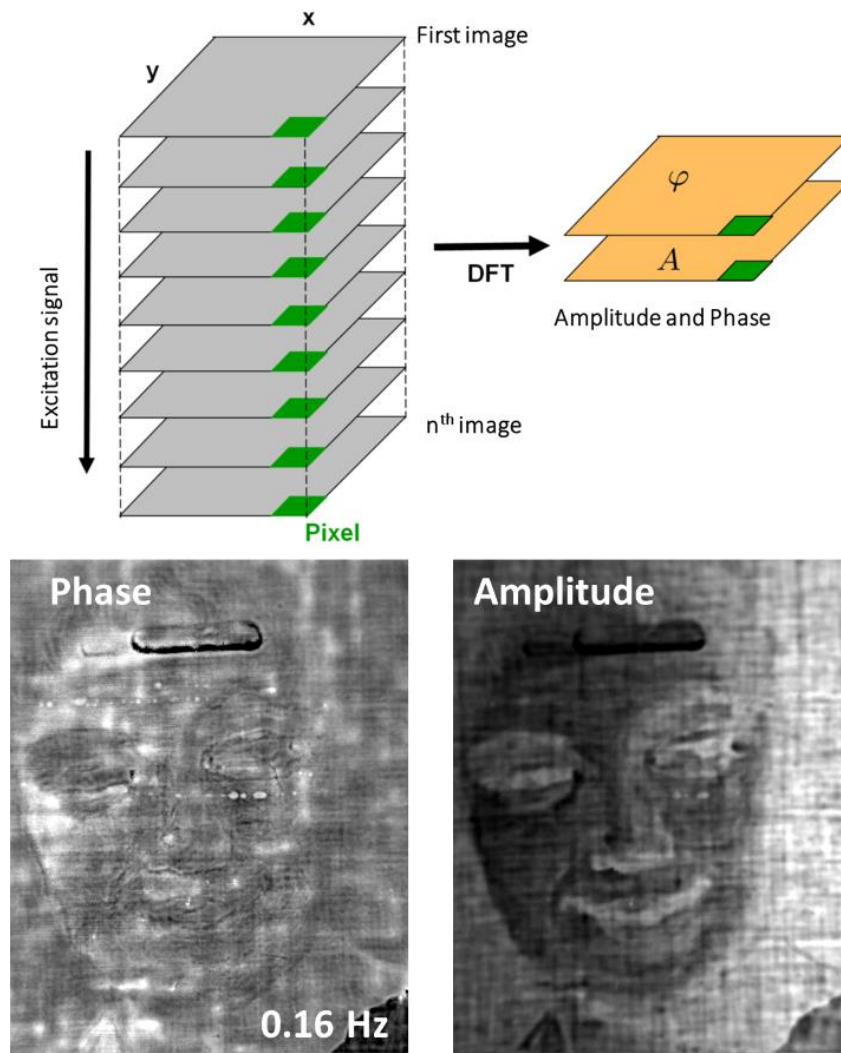 x
First image
y
φ
A
DFT
Excitation signal
Amplitude and Phase
nth image
Pixel
Phase
Amplitude
0.16 Hz